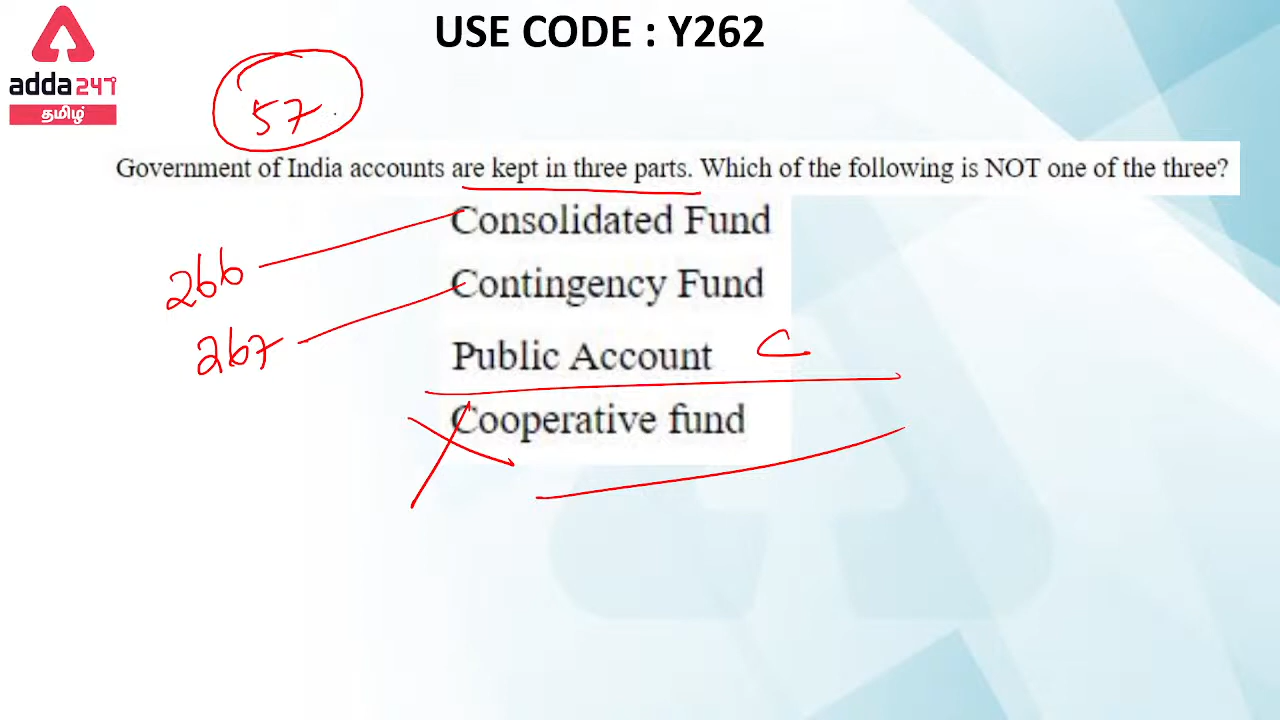 USE CODE : Y262
adda247
தமிழ்
57
Government of India accounts are kept in three parts. Which of the following is NOT one of the three?
Consolidated Fund
266
Contingency Fund
267
Public Account C
Cooperative fund